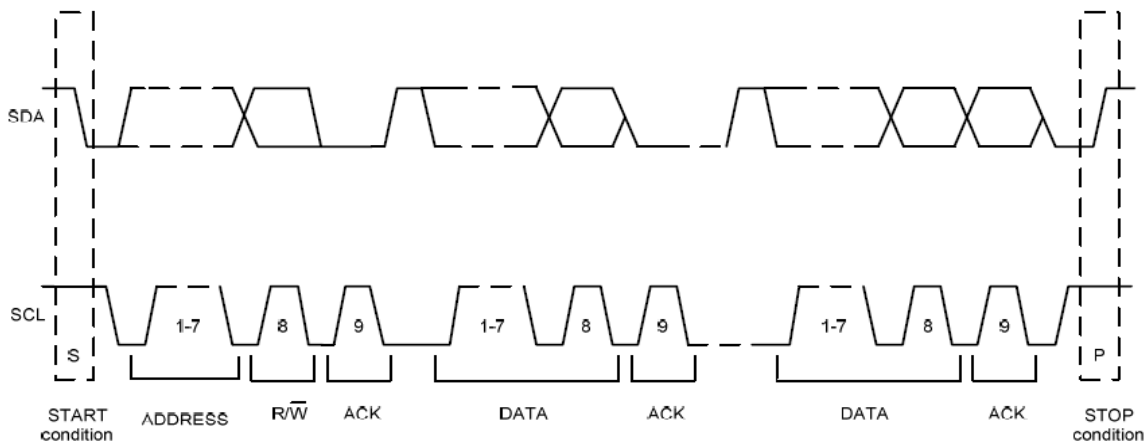 SDA
SCL
1-7
8
9
1-7
8
9
1-7
8
9
S
P
START
condition
ADDRESS
R/W̅
ACK
DATA
ACK
DATA
ACK
STOP
condition